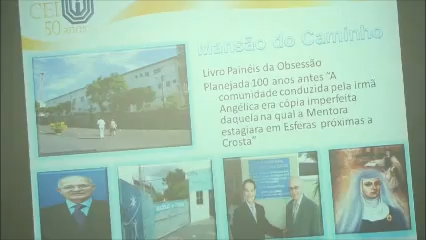 CEI
50 anos
Mansão do Caminho
Livro Painéis da Obsessão
Planejada 100 anos antes "A
comunidade conduzida pela irmã
Angélica era cópia imperfeita
daquela na qual a Mentora
estagiara em Esferas próximas a
Crosta"